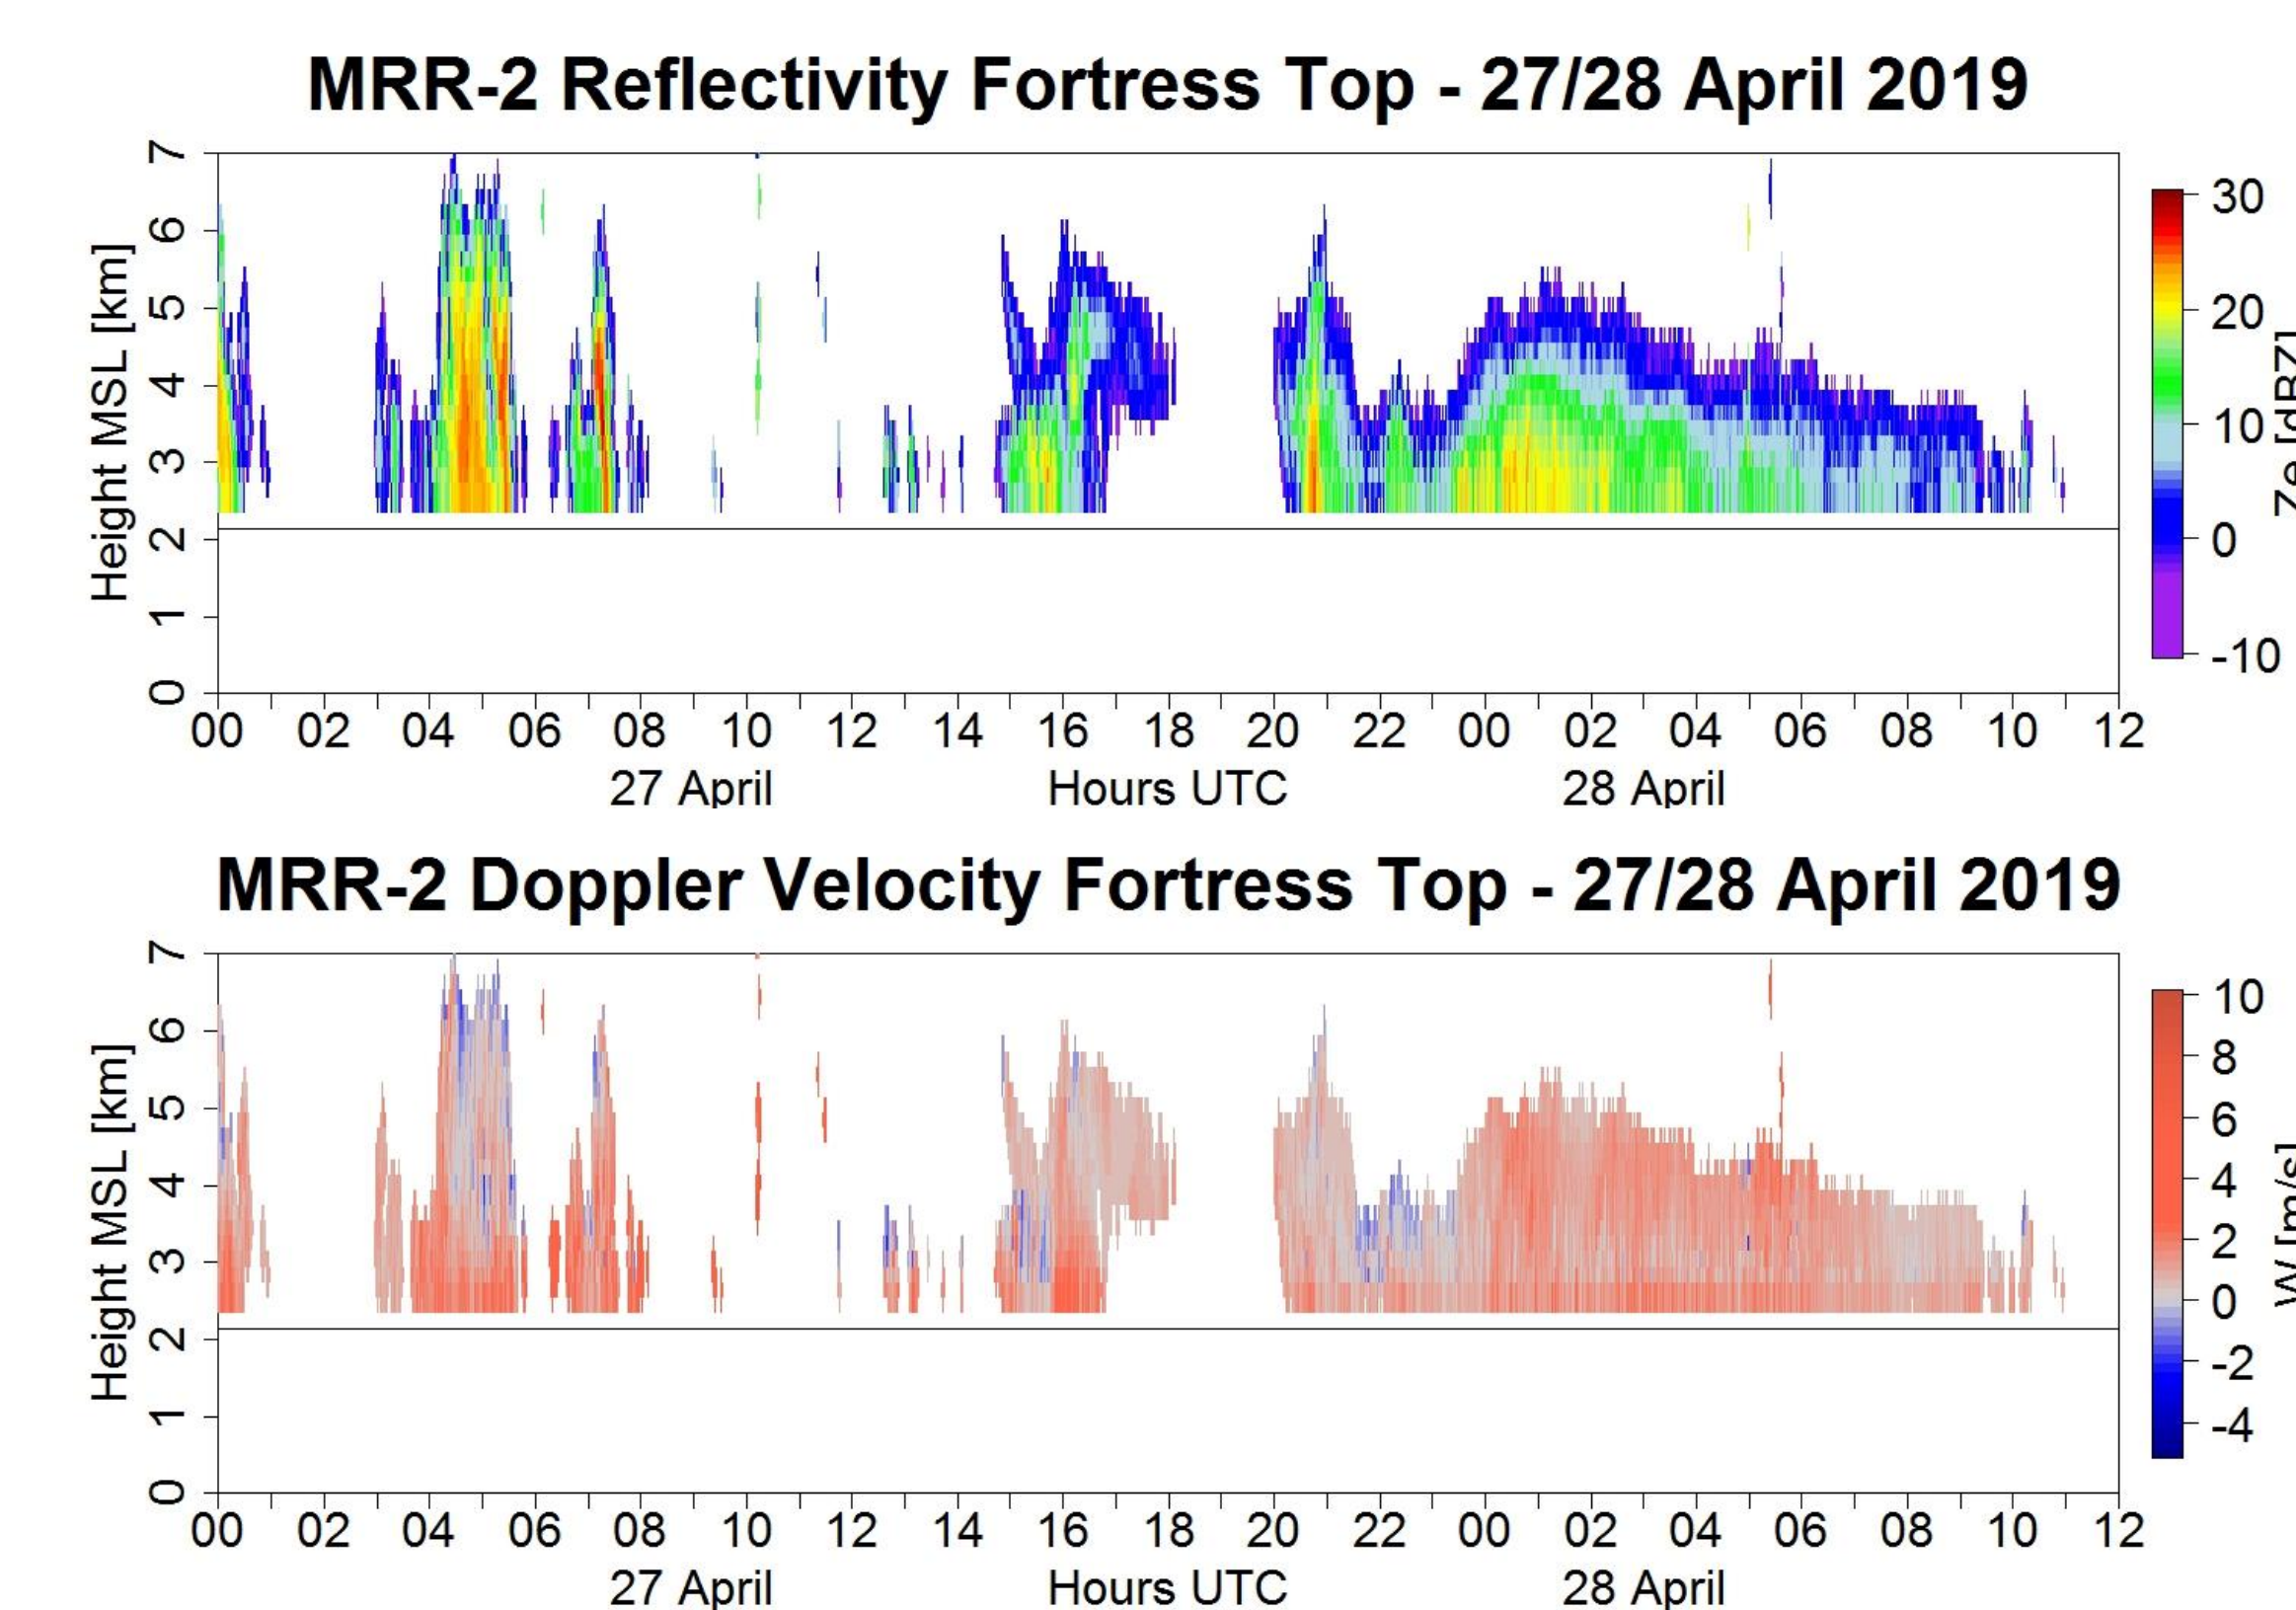 MRR-2 Reflectivity Fortress Top - 27/28 April 2019
Height MSL [km]
7
6
5
4
3
2
1
0
00 02 04 06 08 10 12 14 16 18 20 22 00 02 04 06 08 10 12
27 April Hours UTC 28 April
30
20
10
0
-10
Ze [dBZ]
MRR-2 Doppler Velocity Fortress Top - 27/28 April 2019
Height MSL [km]
7
6
5
4
3
2
1
0
00 02 04 06 08 10 12 14 16 18 20 22 00 02 04 06 08 10 12
27 April Hours UTC 28 April
10
8
6
4
2
0
-2
-4
W [m/s]